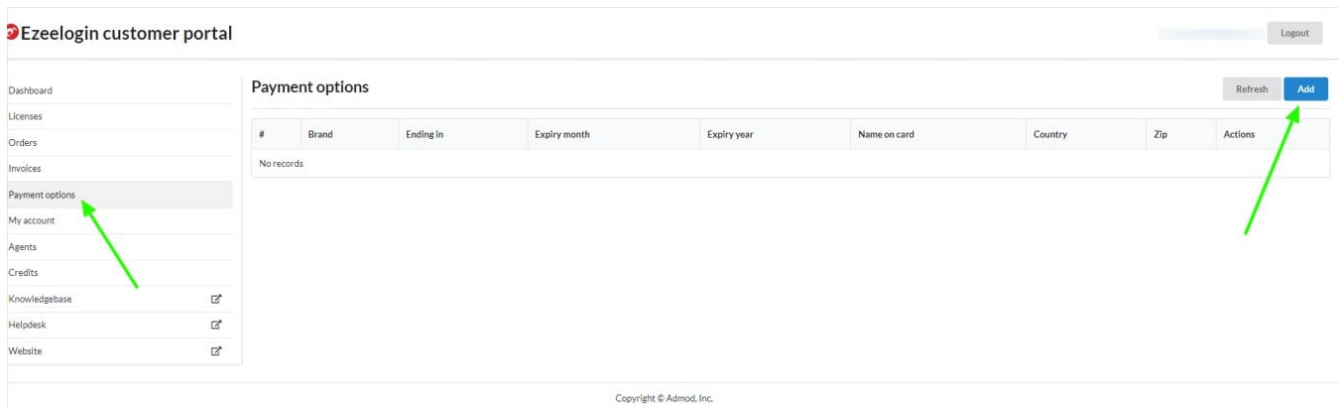 Ezeelogin customer portal
Logout
Dashboard
Licenses
Orders
Invoices
Payment options
My account
Agents
Credits
Knowledgebase
Helpdesk
Website
Payment options
Refresh Add
# Brand Ending in Expiry month Expiry year Name on card Country Zip Actions
No records
Copyright © Admod, Inc.